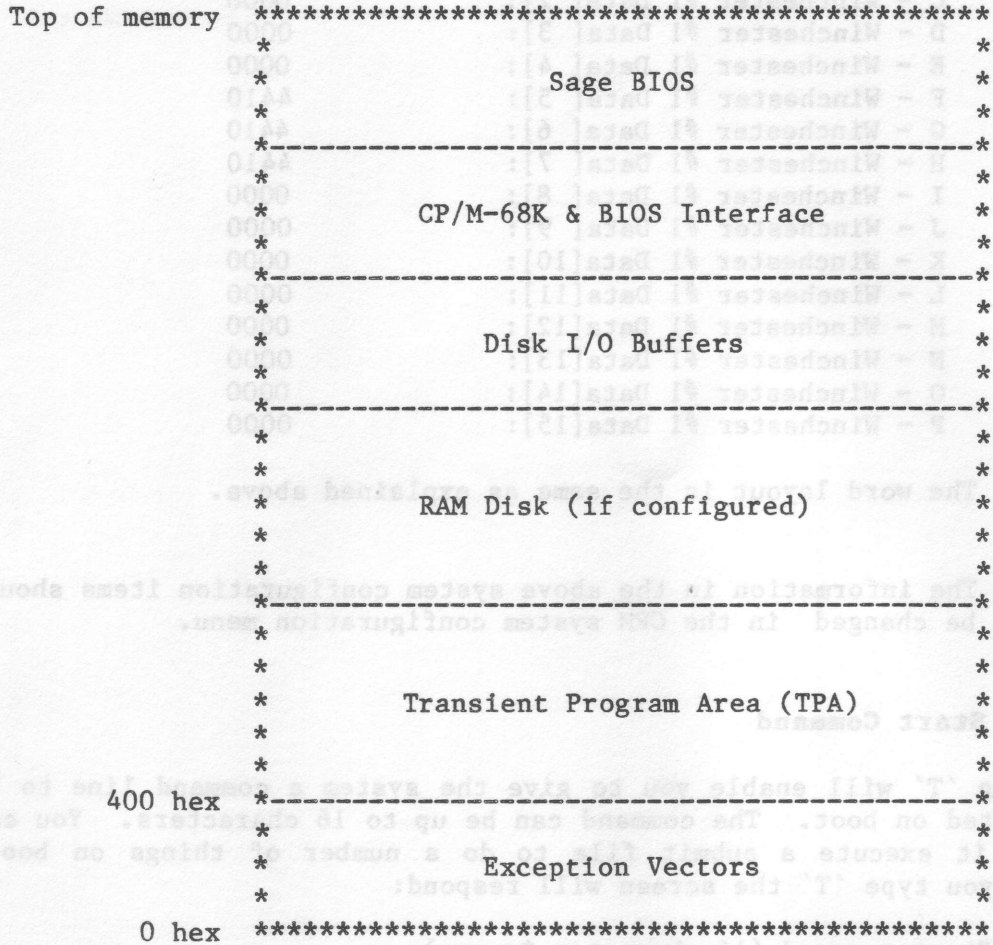 Top of memory
Sage BIOS
CP/M-68K & BIOS Interface
Disk I/O Buffers
RAM Disk (if configured)
Transient Program Area (TPA)
400 hex
Exception Vectors
0 hex